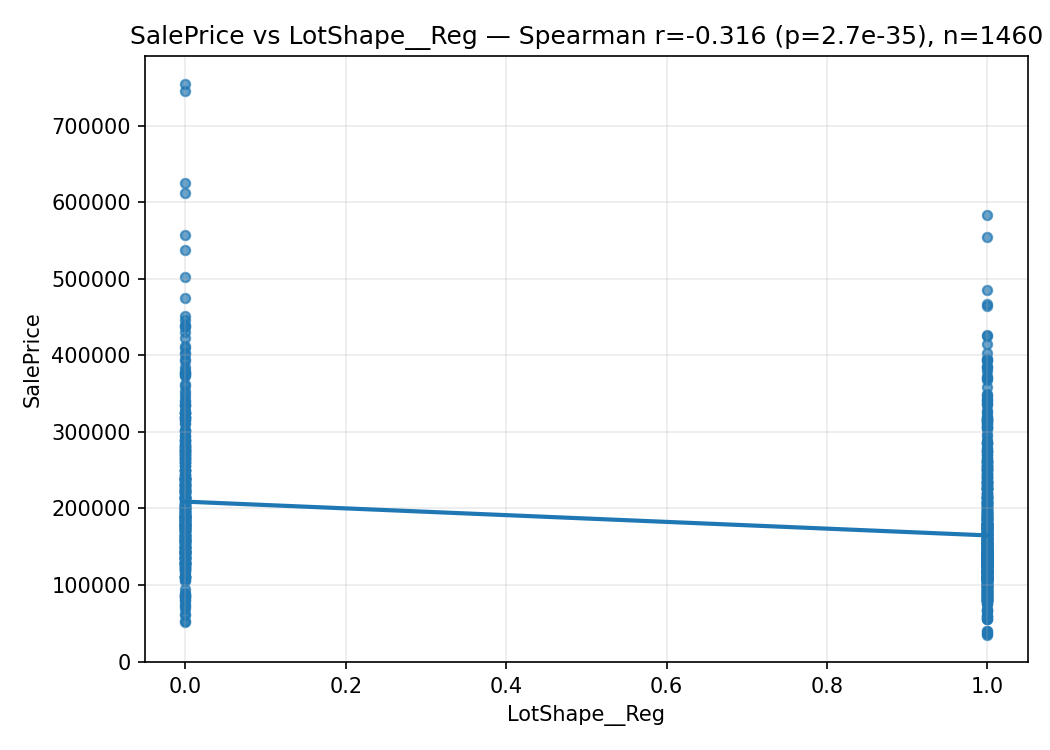 SalePrice vs LotShape__Reg — Spearman r=-0.316 (p=2.7e-35), n=1460
SalePrice
700000
600000
500000
400000
300000
200000
100000
0
0.0 0.2 0.4 0.6 0.8 1.0
LotShape__Reg